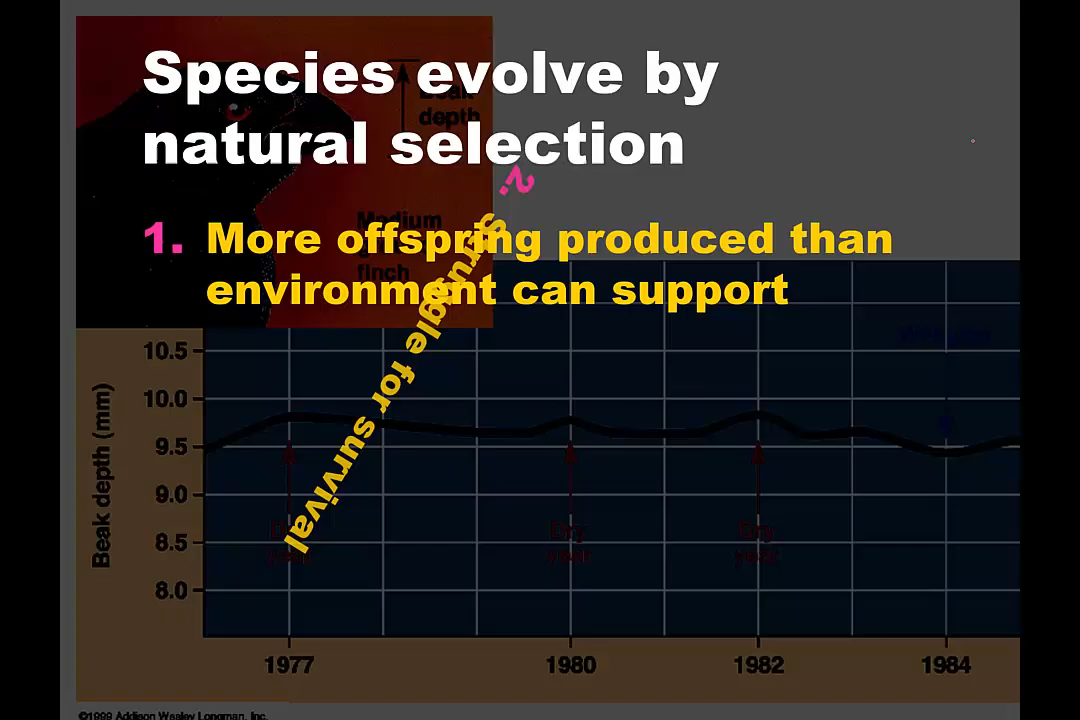 Species evolve by
natural selection
1. More offspring produced than
environment can support
2.
Struggle for survival
Beak
depth
Medium
finch
10.5
10.0
9.5
9.0
8.5
8.0
Beak depth (mm)
Dry
year
Dry
year
Dry
year
1977
1980
1982
1984
©1999 Addison Wesley Longman, Inc.